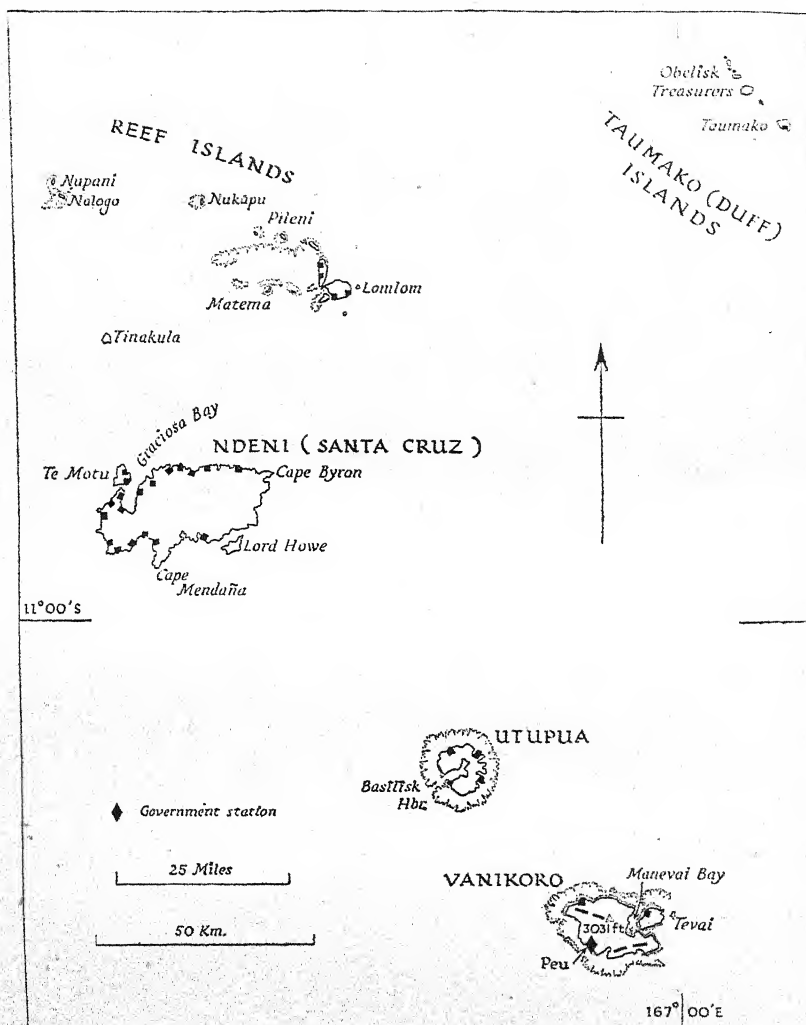 Obelisk
Treasurers
Taumako
TAUMAKO (DUFF)
ISLANDS
REEF ISLANDS
Nupani
Nalogo
Nukapu
Pileni
Lomlom
Matema
Tinakula
Graciosa Bay
NDENI (SANTA CRUZ)
Te Motu
Cape Byron
Lord Howe
Cape
Mendaña
11°00'S
UTUPUA
Basilisk
Hbr.
Government station
25 Miles
50 Km.
VANIKORO
Manevai Bay
Tevai
3031ft
Peu
167° 00'E